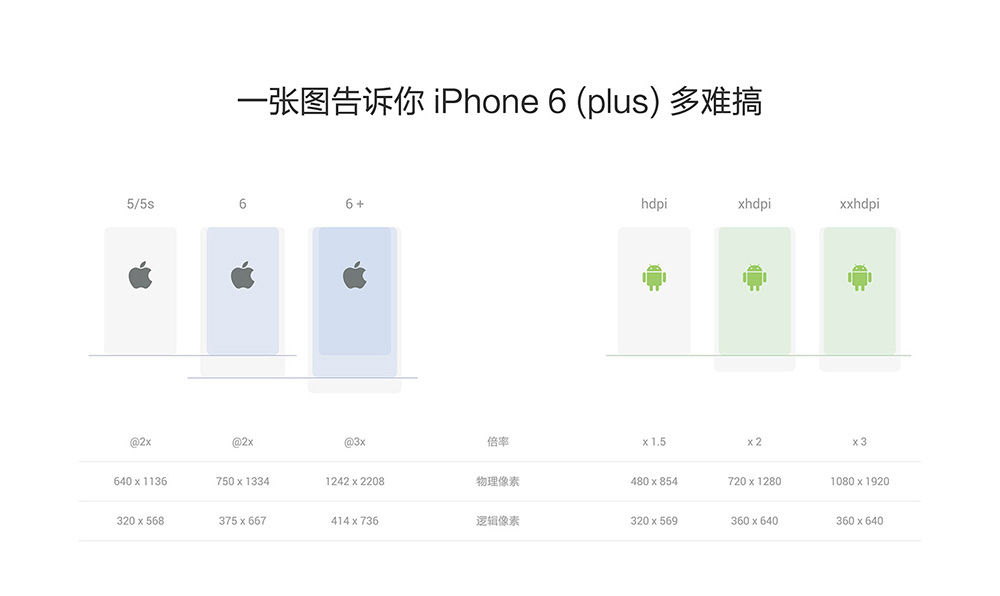 一张图告诉你 iPhone 6 (plus) 多难搞
5/5s 6 6 + hdpi xhdpi xxhdpi
@2x @2x @3x 倍率 x 1.5 x 2 x 3
640 x 1136 750 x 1334 1242 x 2208 物理像素 480 x 854 720 x 1280 1080 x 1920
320 x 568 375 x 667 414 x 736 逻辑像素 320 x 569 360 x 640 360 x 640